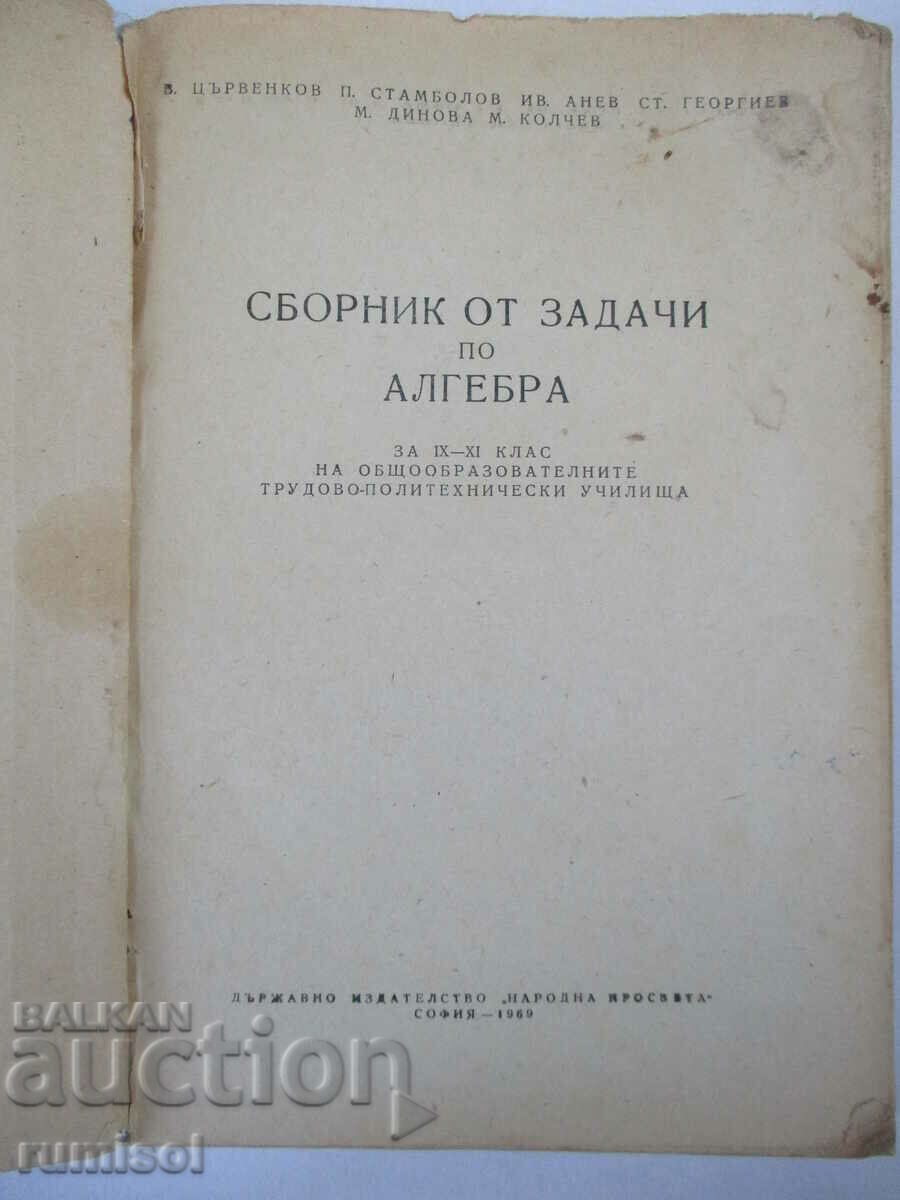 В. ЦЪРВЕНКОВ П. СТАМБОЛОВ ИВ. АНЕВ СТ. ГЕОРГИЕВ
М. ДИНОВА М. КОЛЧЕВ
СБОРНИК ОТ ЗАДАЧИ
ПО
АЛГЕБРА
ЗА IX—XI КЛАС
НА ОБЩООБРАЗОВАТЕЛНИТЕ
ТРУДОВО-ПОЛИТЕХНИЧЕСКИ УЧИЛИЩА
ДЪРЖАВНО ИЗДАТЕЛСТВО „НАРОДНА ПРОСВЕТА“
СОФИЯ — 1969
BALKAN
auction
rumisol